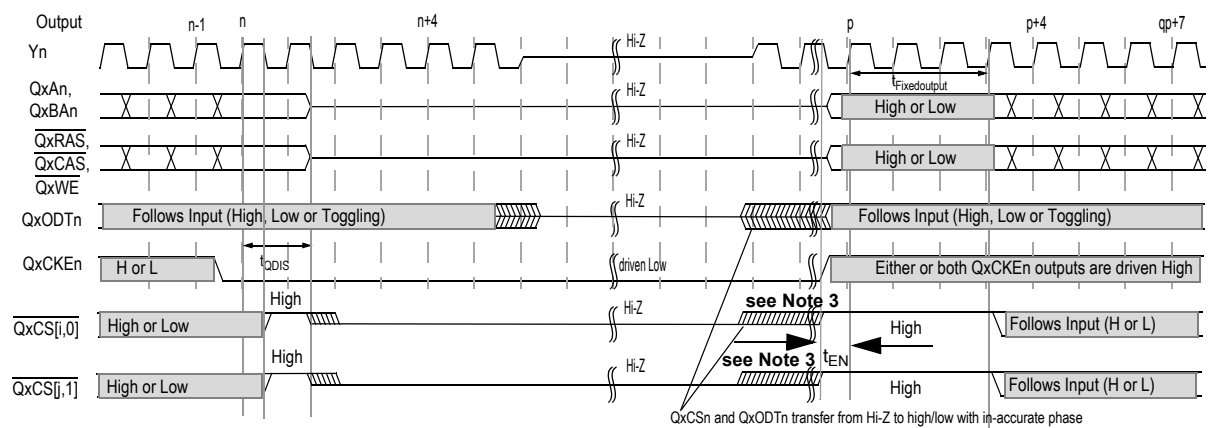 Output
n-1 n n+4 p p+4 qp+7
Yn
Hi-Z
tFixedoutput
QxAn,
QxBAn
Hi-Z
High or Low
QxRAS,
QxCAS,
QxWE
Hi-Z
High or Low
QxODTn
Follows Input (High, Low or Toggling)
Hi-Z
Follows Input (High, Low or Toggling)
tQDIS
QxCKEn
H or L
driven Low
Either or both QxCKEn outputs are driven High
QxCS[i,0]
High or Low
High
Hi-Z
see Note 3
High
Follows Input (H or L)
see Note 3
tEN
QxCS[j,1]
High or Low
High
Hi-Z
High
Follows Input (H or L)
QxCSn and QxODTn transfer from Hi-Z to high/low with in-accurate phase